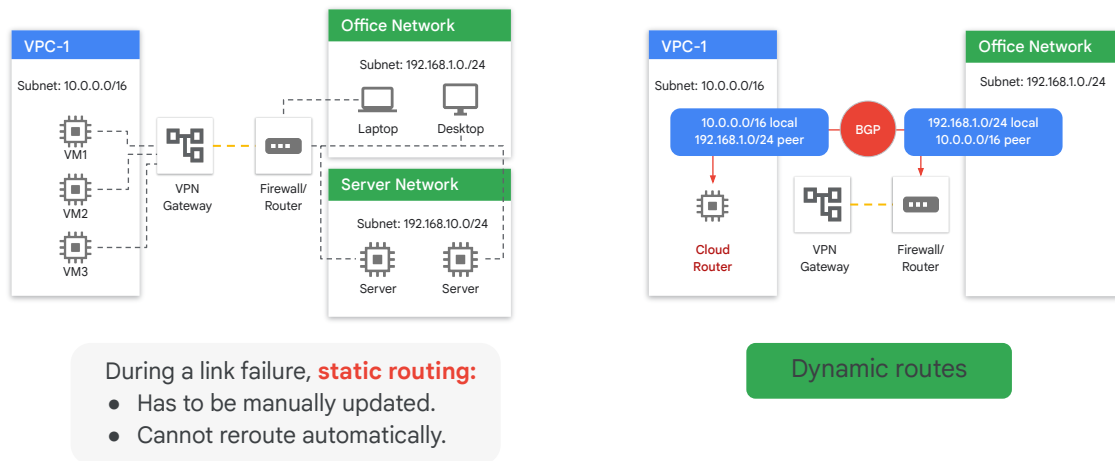 VPC-1
Subnet: 10.0.0.0/16
VM1
VM2
VM3
VPN
Gateway
Firewall/
Router
Office Network
Subnet: 192.168.1.0./24
Laptop
Desktop
Server Network
Subnet: 192.168.10.0/24
Server
Server
During a link failure, static routing:
● Has to be manually updated.
● Cannot reroute automatically.
VPC-1
Subnet: 10.0.0.0/16
10.0.0.0/16 local
192.168.1.0/24 peer
BGP
192.168.1.0/24 local
10.0.0.0/16 peer
Office Network
Subnet: 192.168.1.0./24
Cloud
Router
VPN
Gateway
Firewall/
Router
Dynamic routes